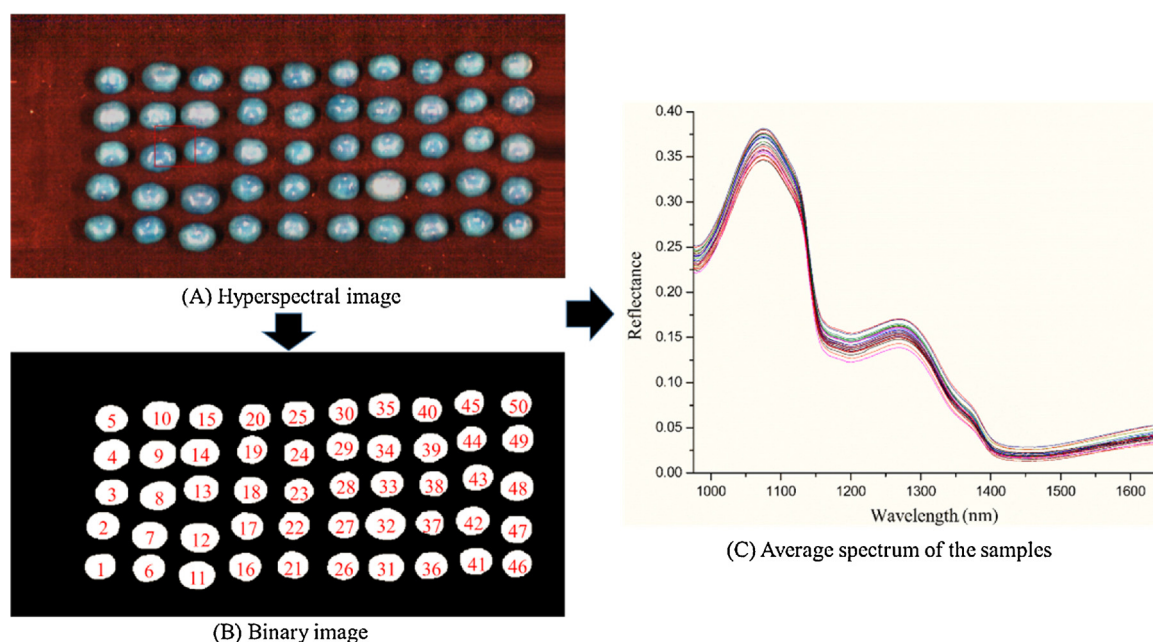 (A) Hyperspectral image
5 10 15 20 25 30 35 40 45 50
4 9 14 19 24 29 34 39 44 49
3 8 13 18 23 28 33 38 43 48
2 7 12 17 22 27 32 37 42 47
1 6 11 16 21 26 31 36 41 46
(B) Binary image
0.40
0.35
0.30
0.25
0.20
0.15
0.10
0.05
0.00
Reflectance
1000 1100 1200 1300 1400 1500 1600
Wavelength (nm)
(C) Average spectrum of the samples